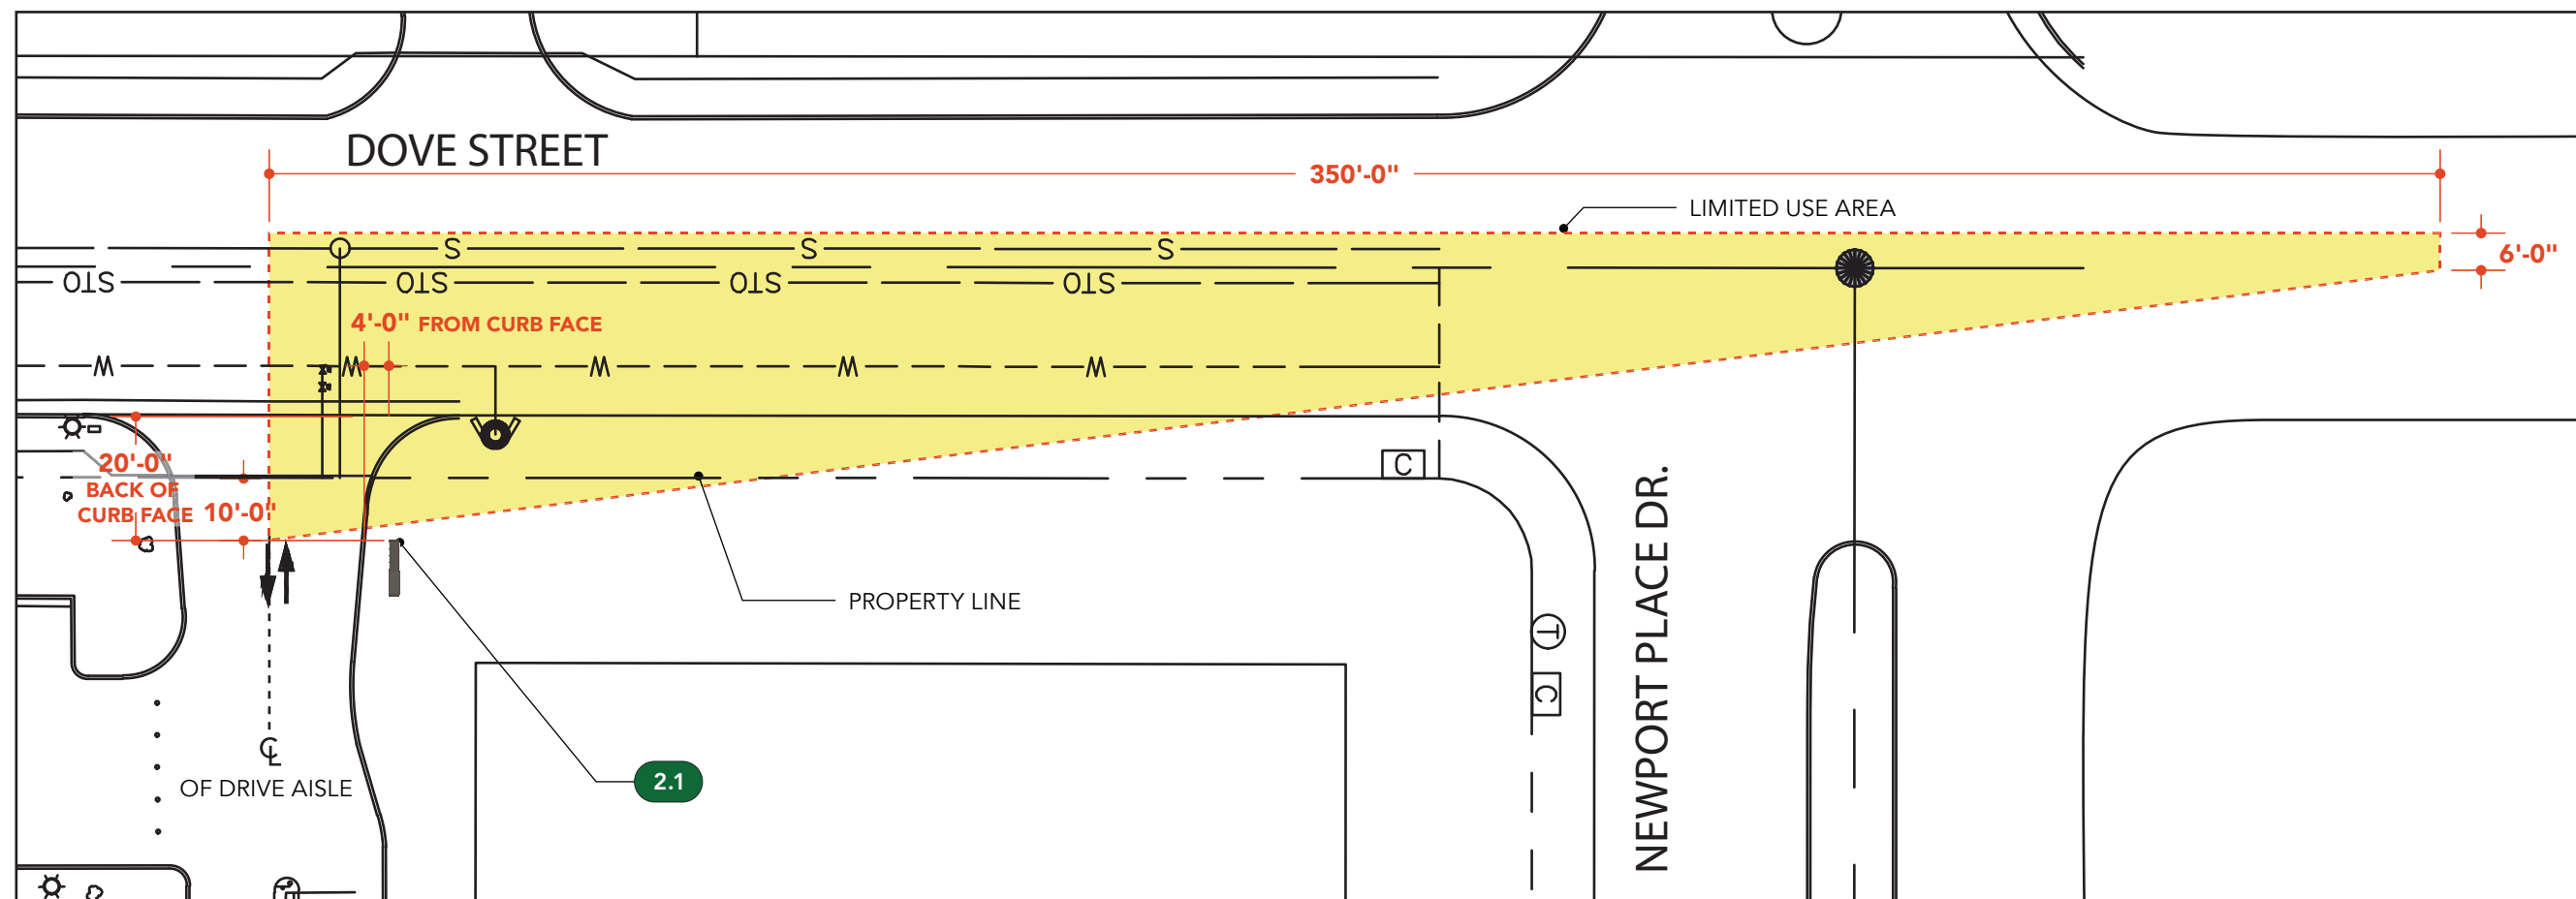 DOVE STREET
350'-0"
LIMITED USE AREA
6'-0"
S S S
STO STO STO STO
4'-0" FROM CURB FACE
W W W W W
20'-0"
BACK OF
CURB FACE
10'-0"
C
PROPERTY LINE
T
C
NEWPORT PLACE DR.
CL
OF DRIVE AISLE
2.1